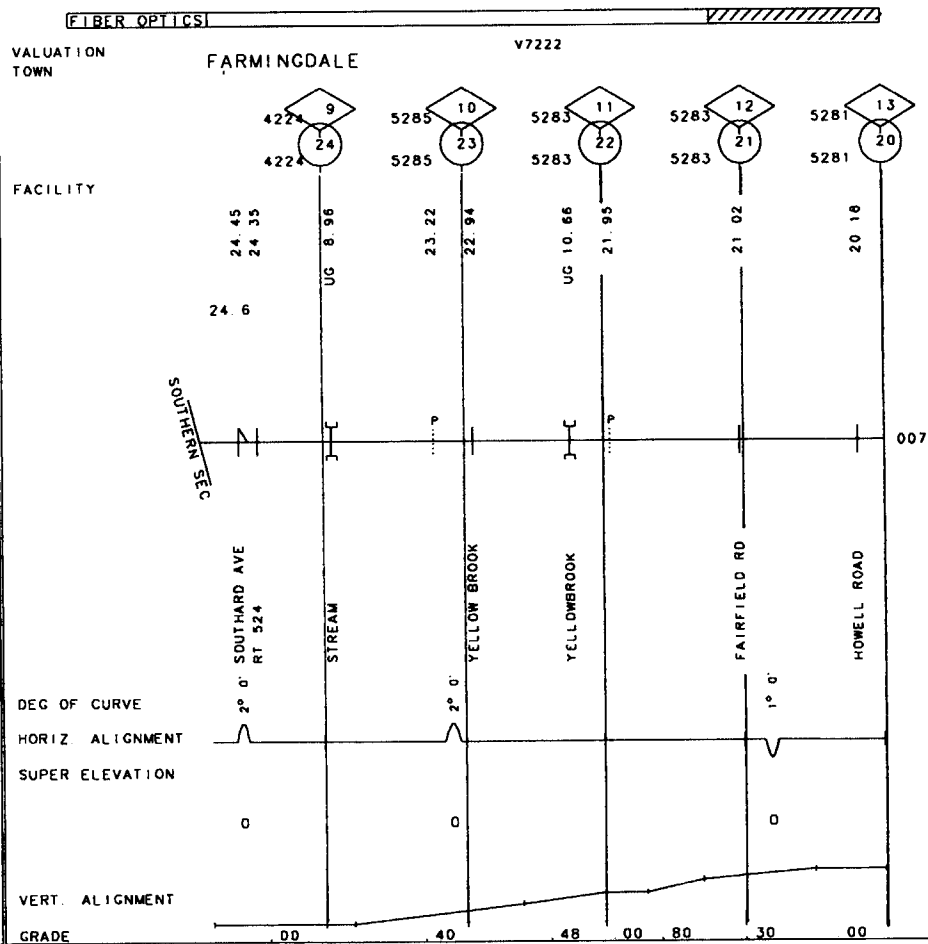 FIBER OPTICS
VALUATION V7222
TOWN FARMINGDALE
9 10 11 12 13
4224 5285 5283 5283 5281
24 23 22 21 20
4224 5285 5283 5283 5281
FACILITY
24.45
24 35
UG 8.96
23.22
22.94
UG 10.66
21.95
21 02
20 18
24.6
SOUTHERN SEC
P
P
007
SOUTHARD AVE
RT 524
STREAM
YELLOW BROOK
YELLOWBROOK
FAIRFIELD RD
HOWELL ROAD
DEG OF CURVE 2° 0' 2° 0' 1° 0'
HORIZ. ALIGNMENT
SUPER ELEVATION
0 0 0
VERT. ALIGNMENT
GRADE .00 .40 .48 .00 .80 .30 .00